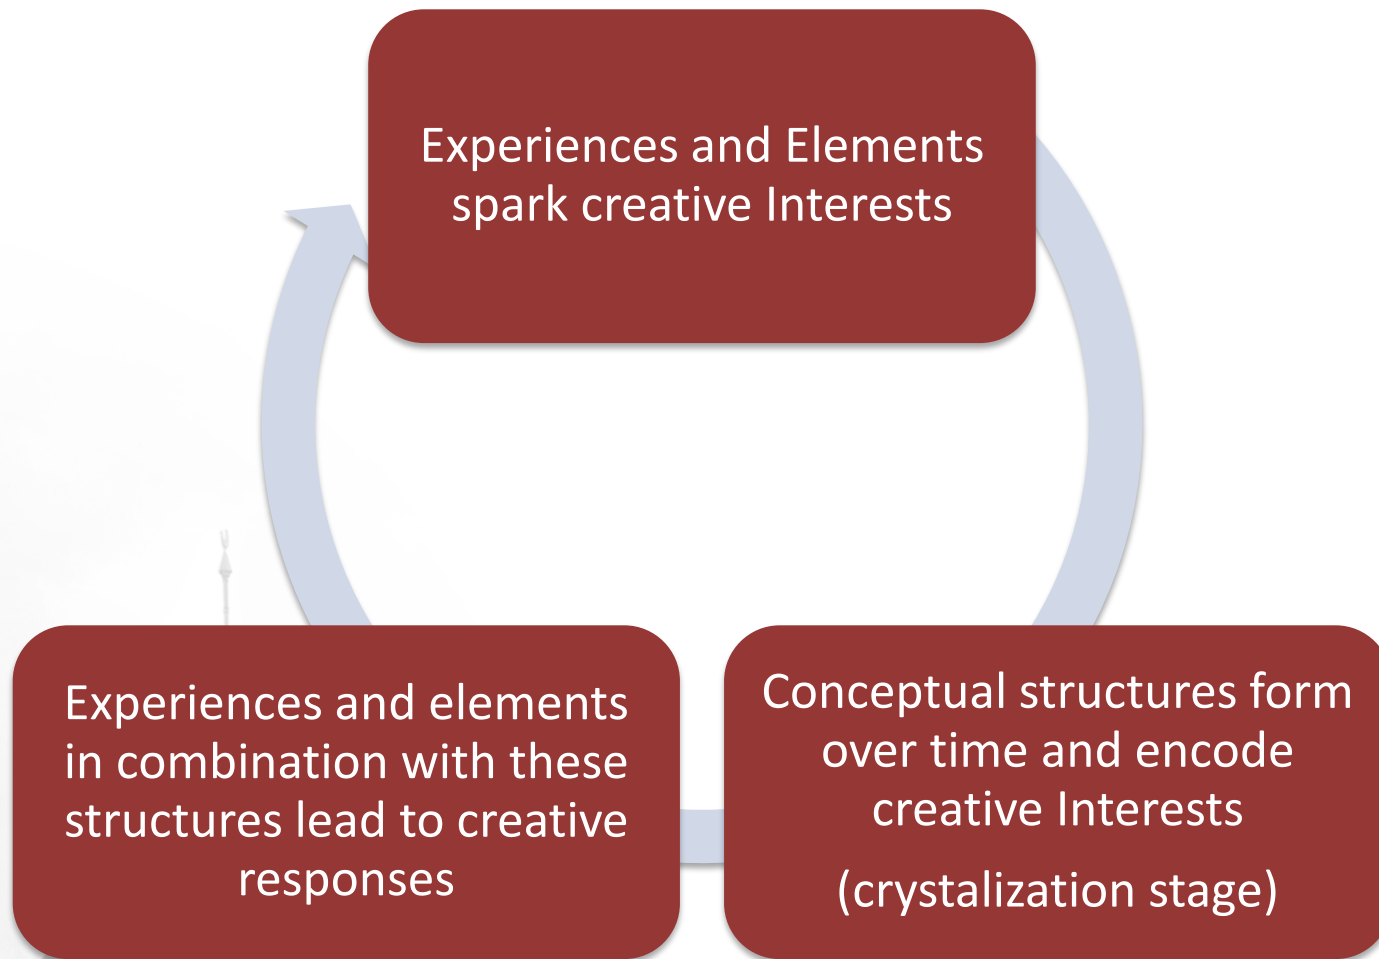 Experiences and Elements
spark creative Interests
Conceptual structures form
over time and encode
creative Interests
(crystalization stage)
Experiences and elements
in combination with these
structures lead to creative
responses